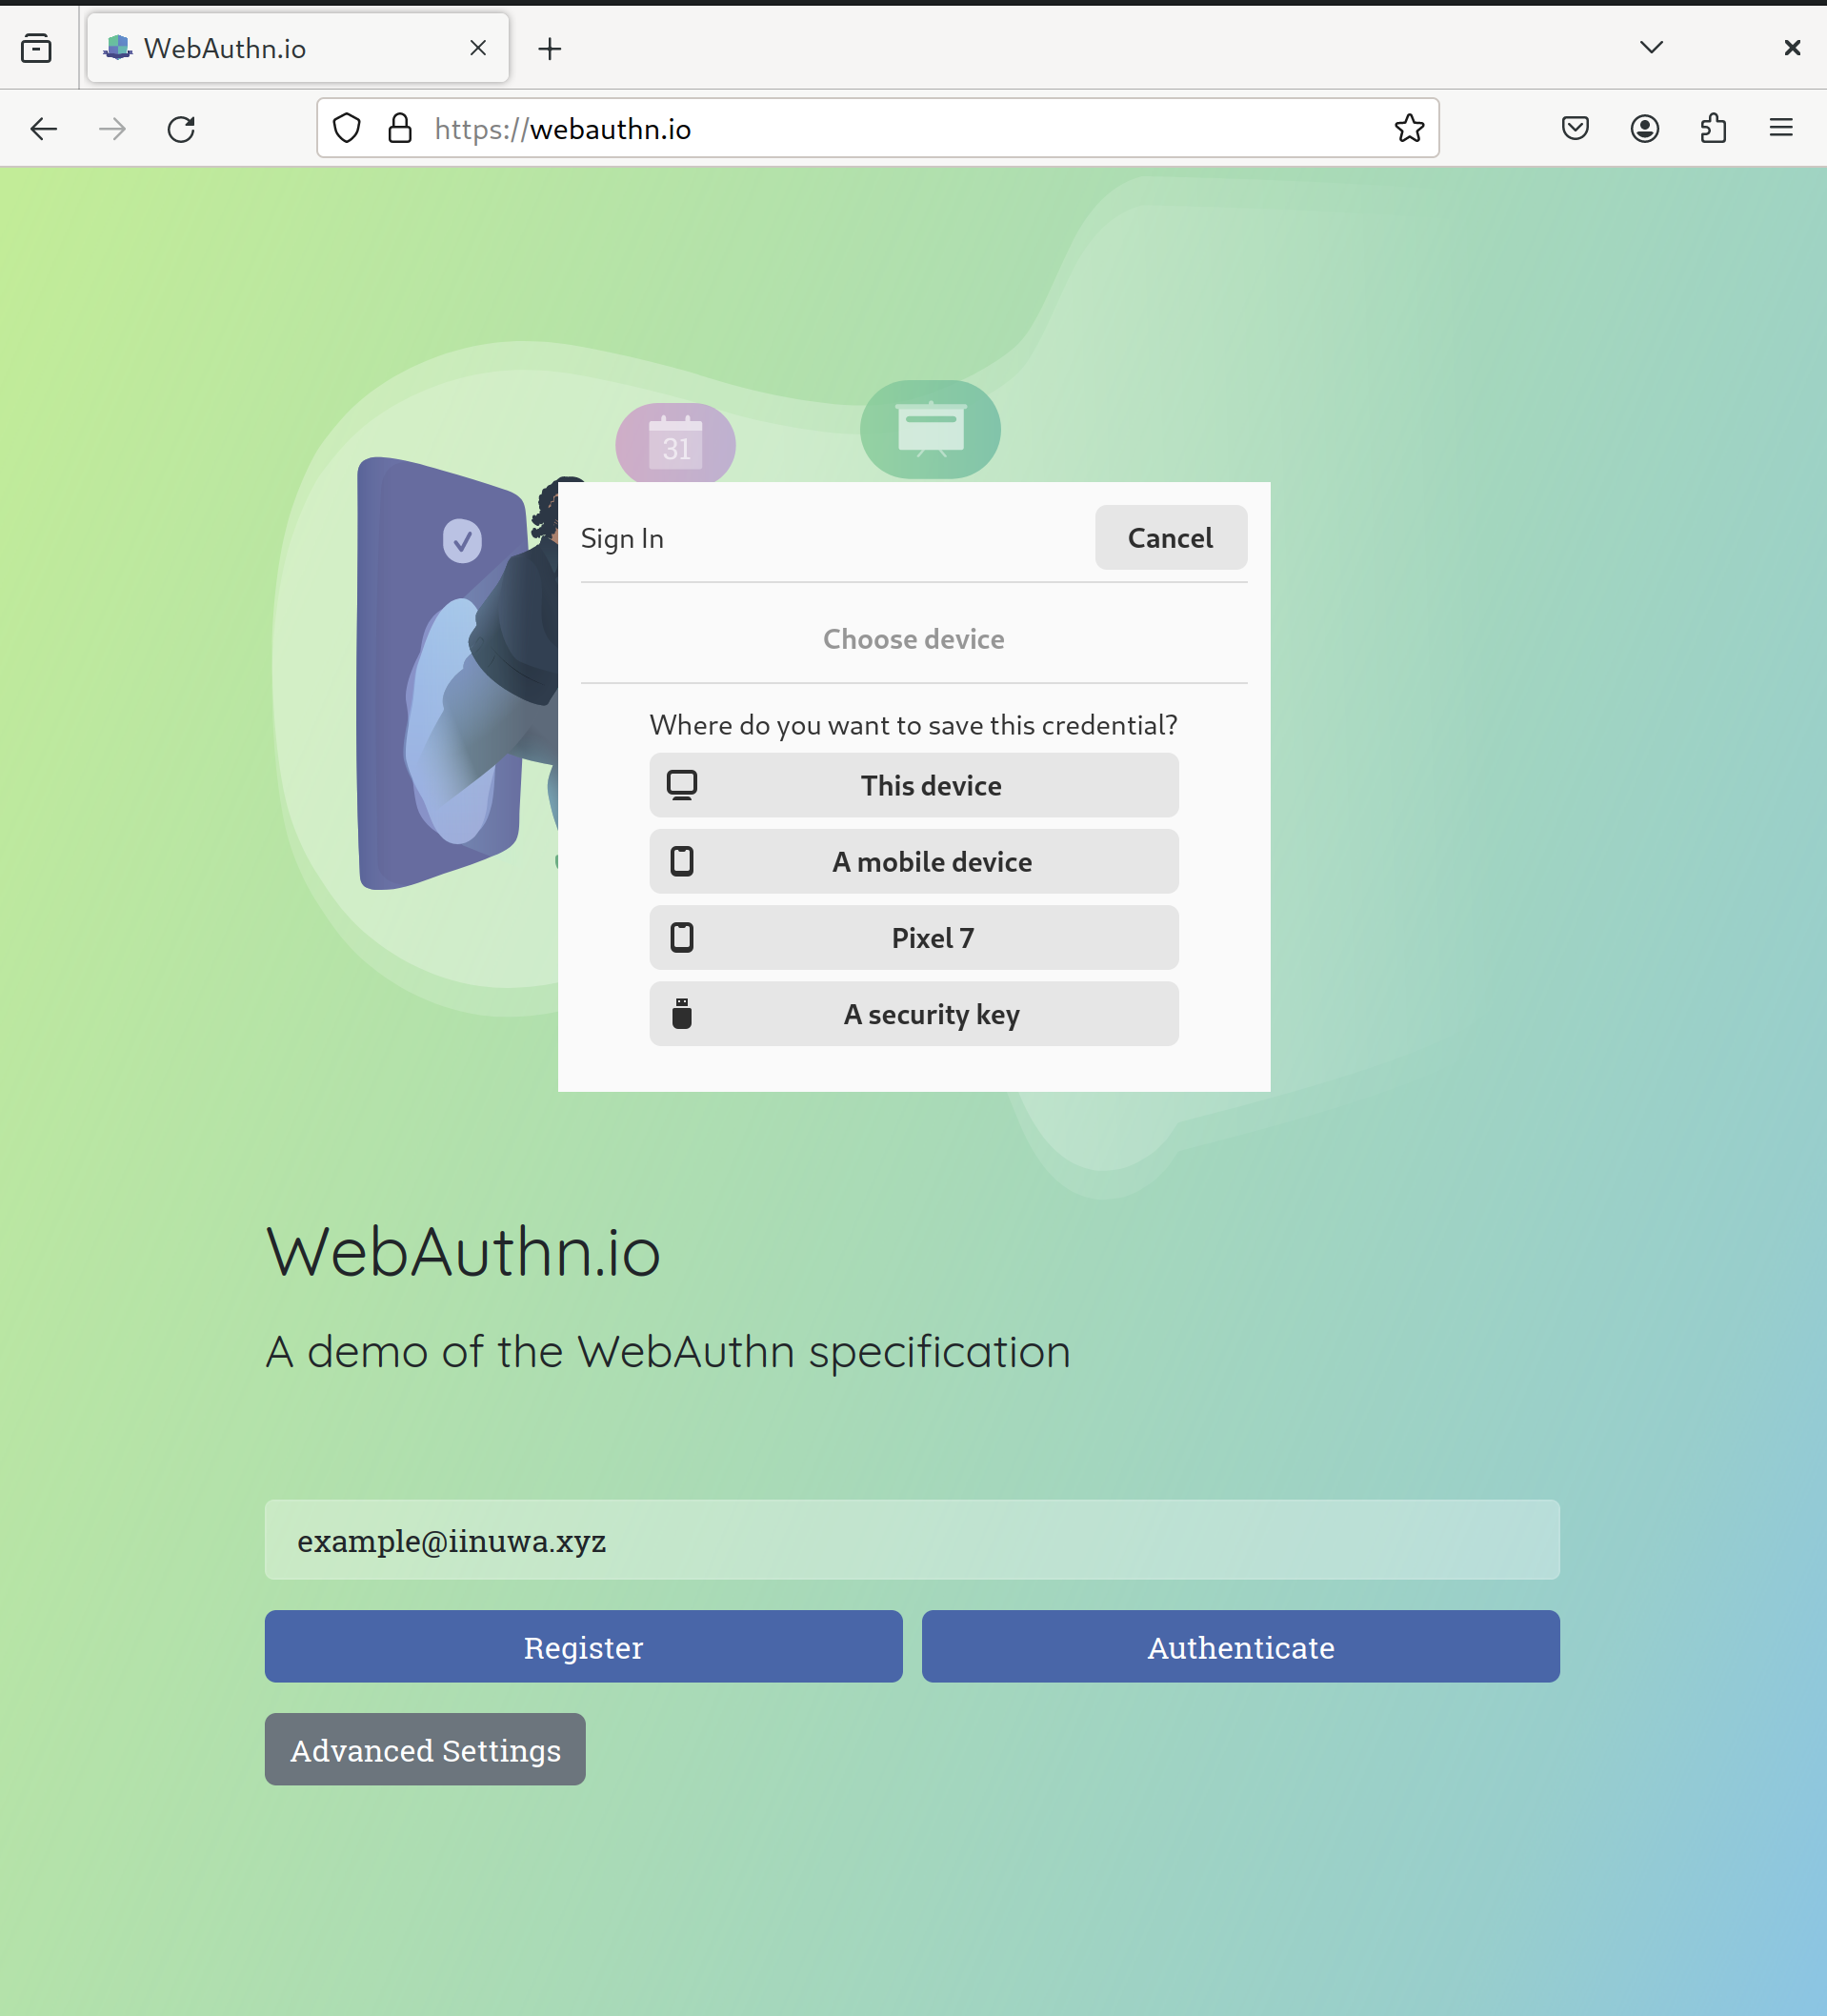 WebAuthn.io
https://webauthn.io
31
Sign In
Cancel
Choose device
Where do you want to save this credential?
This device
A mobile device
Pixel 7
A security key
WebAuthn.io
A demo of the WebAuthn specification
example@iinuwa.xyz
Register
Authenticate
Advanced Settings